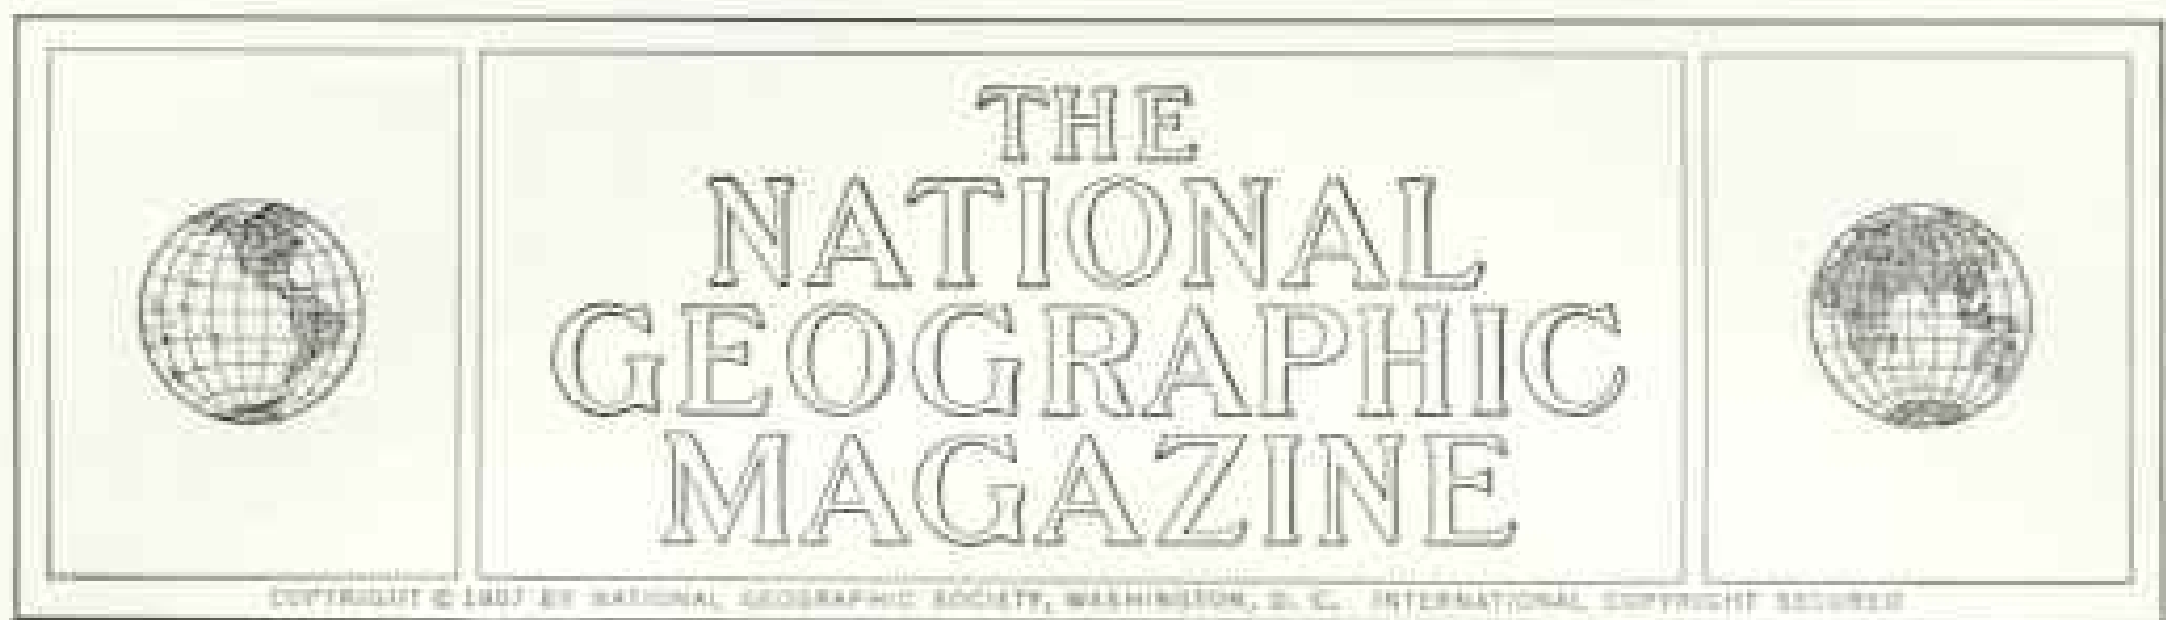 THE
NATIONAL
GEOGRAPHIC
MAGAZINE
COPYRIGHT © BY NATIONAL GEOGRAPHIC SOCIETY, WASHINGTON, D. C. INTERNATIONAL COPYRIGHT SECURED